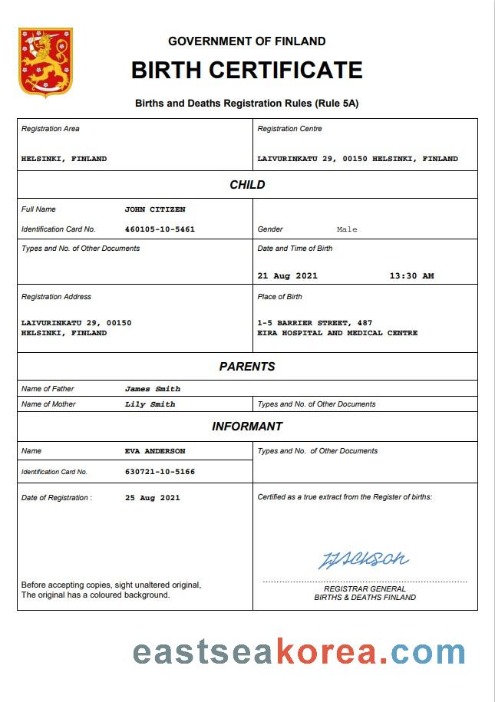 GOVERNMENT OF FINLAND
BIRTH CERTIFICATE
Births and Deaths Registration Rules (Rule 5A)
Registration Area
HELSINKI, FINLAND
Registration Centre
LAIVURINKATU 29, 00150 HELSINKI, FINLAND
CHILD
Full Name JOHN CITIZEN
Identification Card No. 460105-10-5461
Gender Male
Types and No. of Other Documents
Date and Time of Birth
21 Aug 2021 13:30 AM
Registration Address
LAIVURINKATU 29, 00150
HELSINKI, FINLAND
Place of Birth
1-5 BARRIER STREET, 487
EIRA HOSPITAL AND MEDICAL CENTRE
PARENTS
Name of Father James Smith
Name of Mother Lily Smith
Types and No. of Other Documents
INFORMANT
Name EVA ANDERSON
Identification Card No. 630721-10-5166
Types and No. of Other Documents
Date of Registration : 25 Aug 2021
Certified as a true extract from the Register of births:
Before accepting copies, sight unaltered original,
The original has a coloured background.
REGISTRAR GENERAL
BIRTHS & DEATHS FINLAND
eastseakorea.com